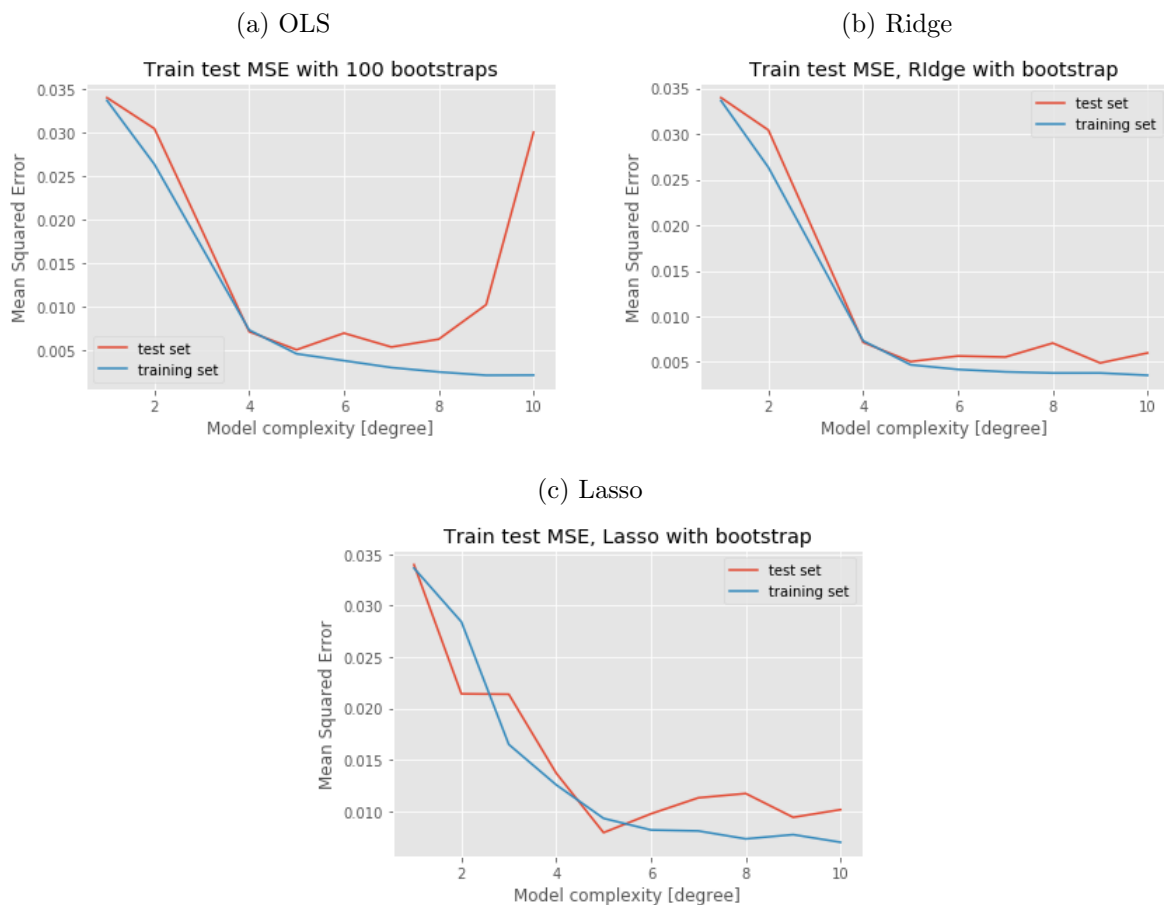 (a) OLS
Train test MSE with 100 bootstraps
Mean Squared Error
0.035
0.030
0.025
0.020
0.015
0.010
0.005
test set
training set
2 4 6 8 10
Model complexity [degree]
(b) Ridge
Train test MSE, RIdge with bootstrap
Mean Squared Error
0.035
0.030
0.025
0.020
0.015
0.010
0.005
test set
training set
2 4 6 8 10
Model complexity [degree]
(c) Lasso
Train test MSE, Lasso with bootstrap
Mean Squared Error
0.035
0.030
0.025
0.020
0.015
0.010
test set
training set
2 4 6 8 10
Model complexity [degree]